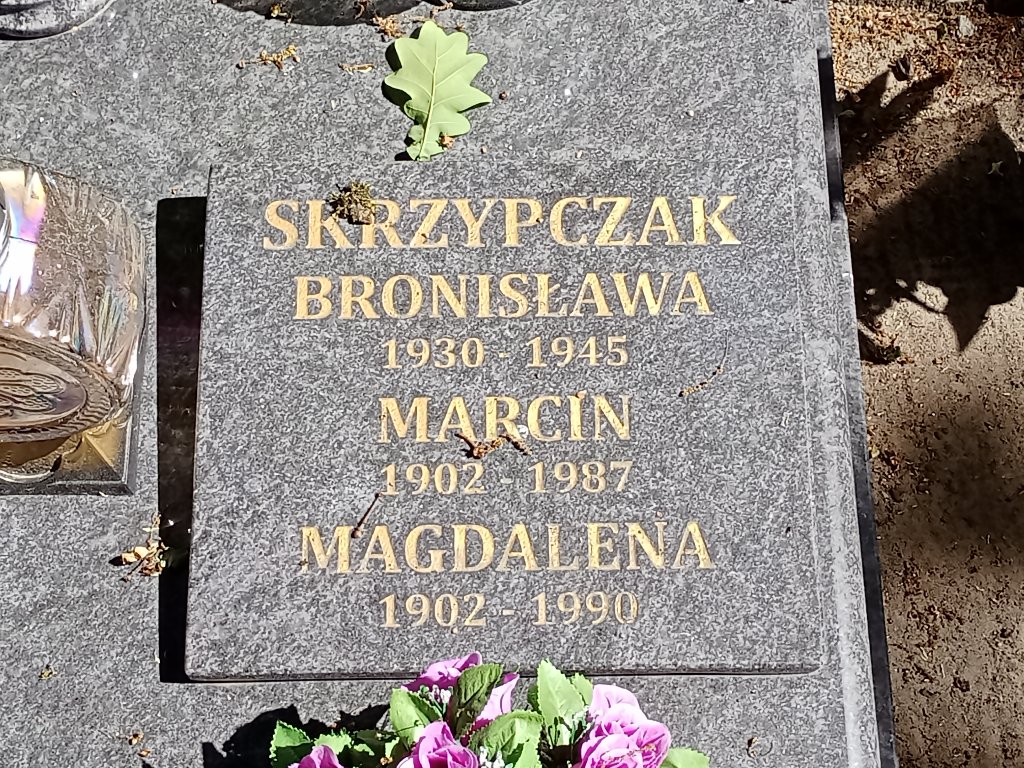 SKRZYPCZAK
BRONISŁAWA
1930 - 1945
MARCIN
1902 - 1987
MAGDALENA
1902 - 1990